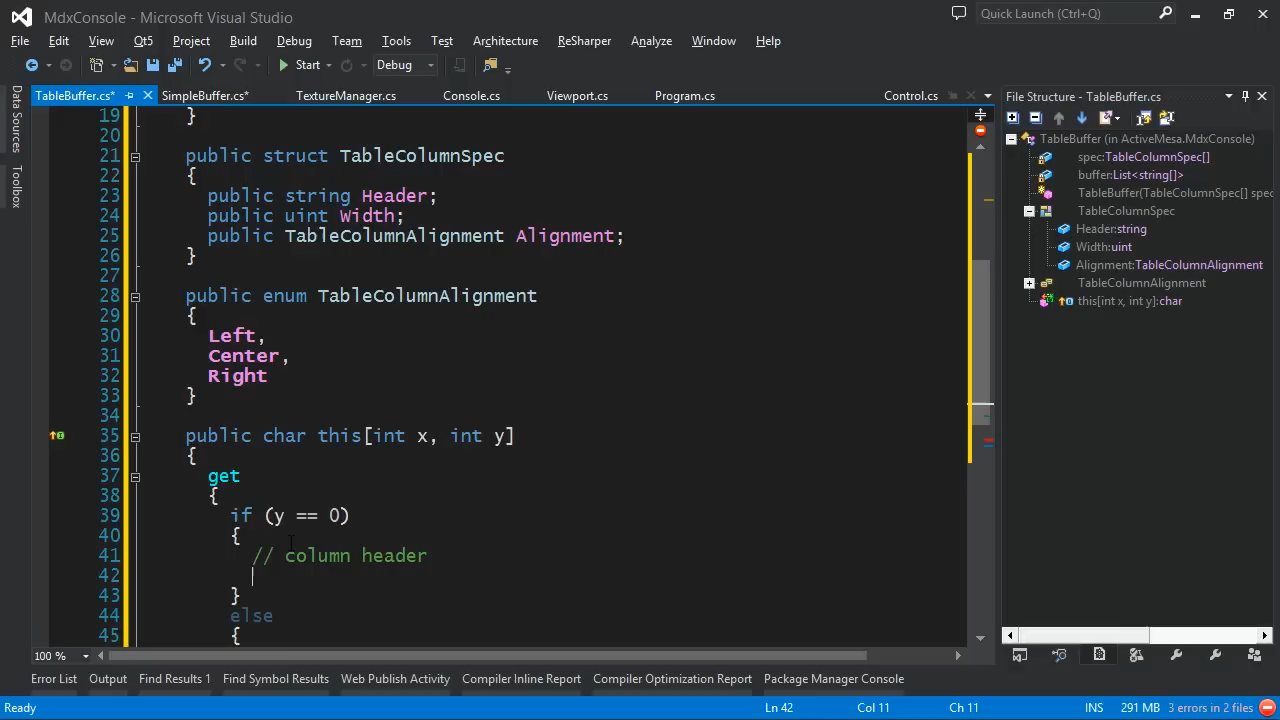 MdxConsole - Microsoft Visual Studio
Quick Launch (Ctrl+Q)
File Edit View Qt5 Project Build Debug Team Tools Test Architecture ReSharper Analyze Window Help
Start Debug
TableBuffer.cs* SimpleBuffer.cs* TextureManager.cs Console.cs Viewport.cs Program.cs Control.cs
File Structure - TableBuffer.cs
Data Sources
Toolbox
19 }
20
21 public struct TableColumnSpec
22 {
23 public string Header;
24 public uint Width;
25 public TableColumnAlignment Alignment;
26 }
27
28 public enum TableColumnAlignment
29 {
30 Left,
31 Center,
32 Right
33 }
34
35 public char this[int x, int y]
36 {
37 get
38 {
39 if (y == 0)
40 {
41 // column header
42
43 }
44 else
45 {
TableBuffer (in ActiveMesa.MdxConsole)
spec:TableColumnSpec[]
buffer:List<string[]>
TableBuffer(TableColumnSpec[] spec
TableColumnSpec
Header:string
Width:uint
Alignment:TableColumnAlignment
TableColumnAlignment
this[int x, int y]:char
100 %
Error List Output Find Results 1 Find Symbol Results Web Publish Activity Compiler Inline Report Compiler Optimization Report Package Manager Console
Ready Ln 42 Col 11 Ch 11 INS 291 MB 3 errors in 2 files